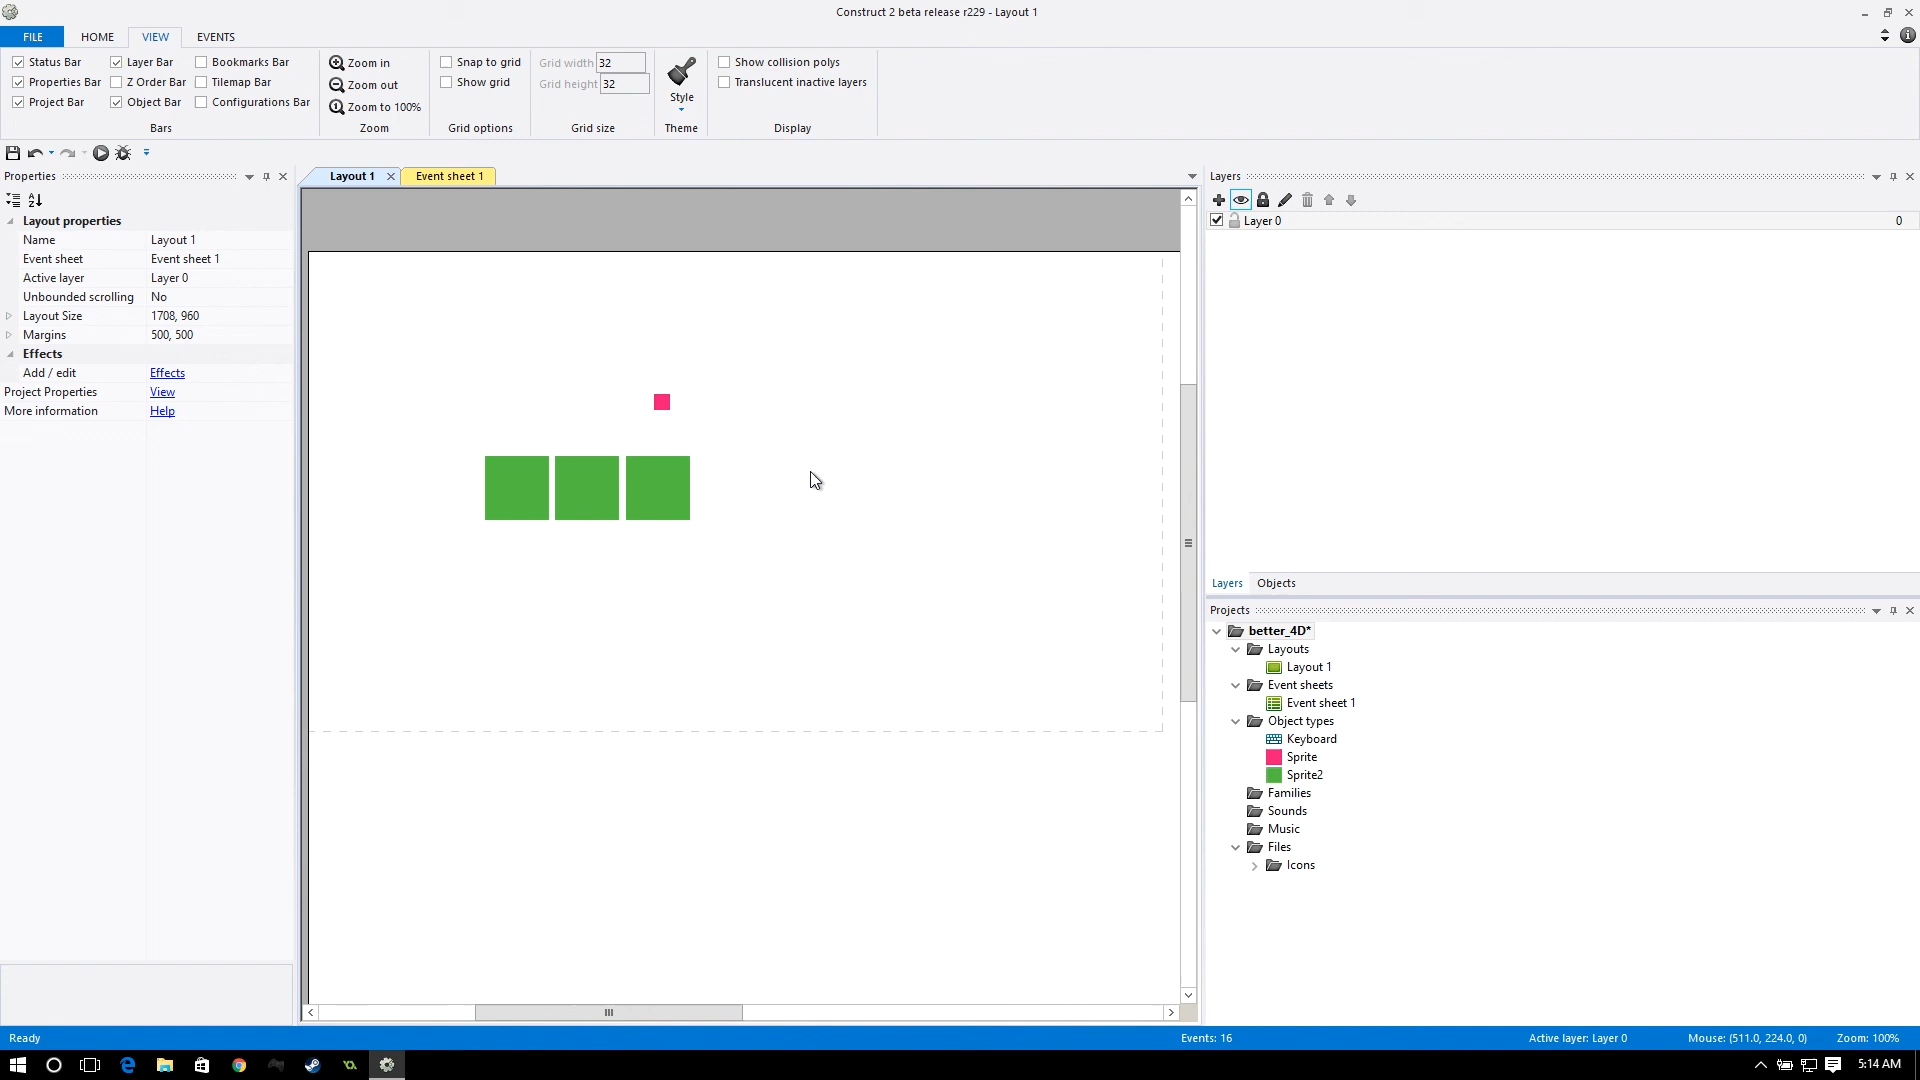 Construct 2 beta release r229 - Layout 1
FILE HOME VIEW EVENTS
Status Bar Layer Bar Bookmarks Bar Zoom in Snap to grid Grid width 32 Show collision polys
Properties Bar Z Order Bar Tilemap Bar Zoom out Show grid Grid height 32 Translucent inactive layers
Project Bar Object Bar Configurations Bar Zoom to 100% Style
Bars Zoom Grid options Grid size Theme Display
Properties Layout 1 Event sheet 1 Layers
Layout properties Layer 0 0
Name Layout 1
Event sheet Event sheet 1
Active layer Layer 0
Unbounded scrolling No
Layout Size 1708, 960
Margins 500, 500
Effects
Add / edit Effects
Project Properties View
More information Help
Layers Objects
Projects
better_4D*
Layouts
Layout 1
Event sheets
Event sheet 1
Object types
Keyboard
Sprite
Sprite2
Families
Sounds
Music
Files
Icons
Ready Events: 16 Active layer: Layer 0 Mouse: (511.0, 224.0, 0) Zoom: 100%
5:14 AM